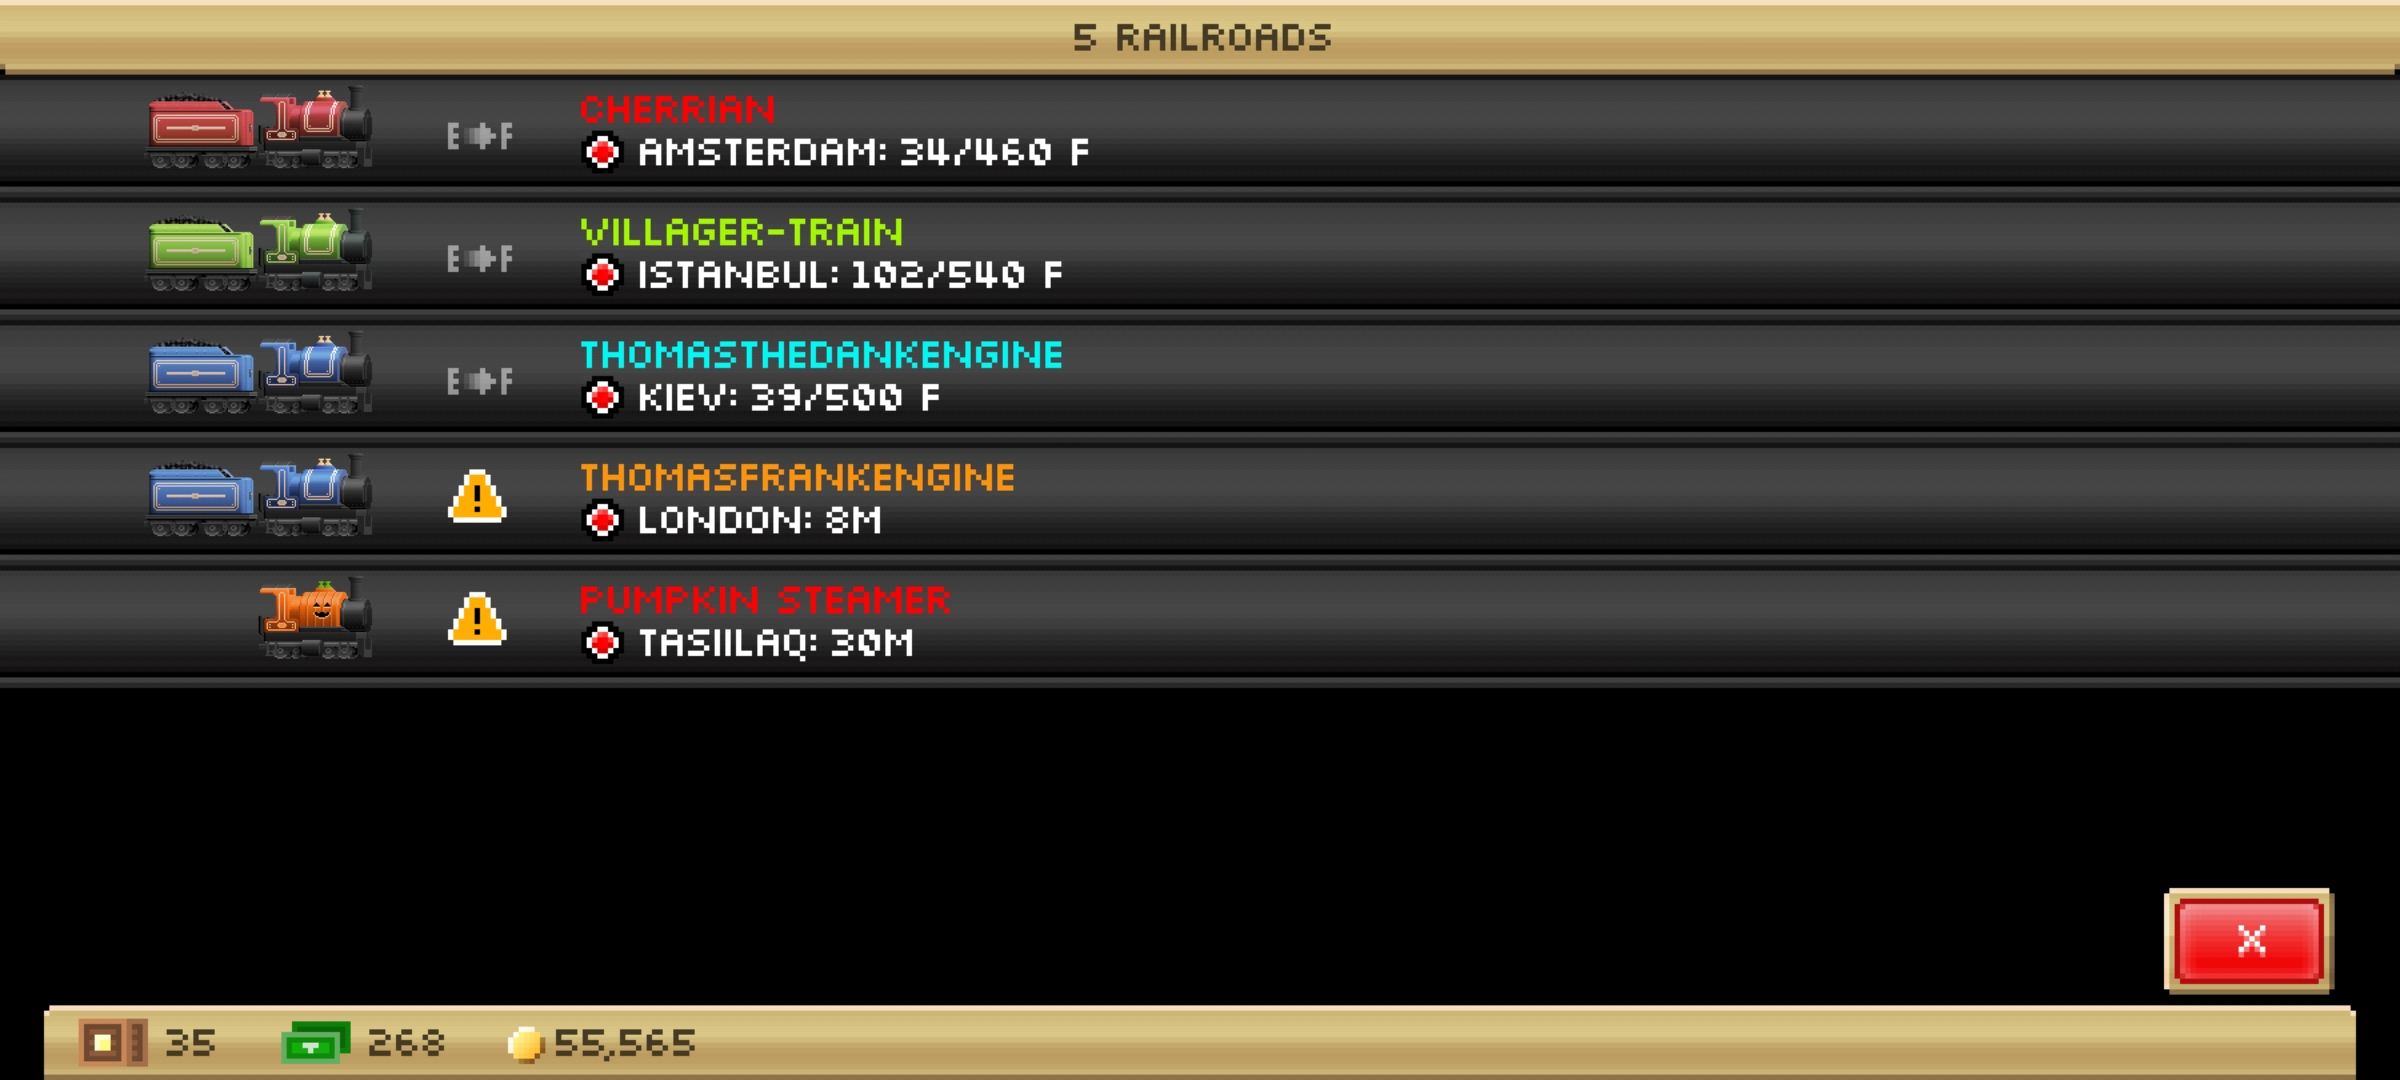 5 RAILROADS
CHERRIAN
E F
AMSTERDAM: 34/460 F
VILLAGER-TRAIN
E F
ISTANBUL: 102/540 F
THOMASTHEDANKENGINE
E F
KIEV: 39/500 F
THOMASFRANKENGINE
!
LONDON: 8M
PUMPKIN STEAMER
!
TASIILAQ: 30M
X
35 268 55,565